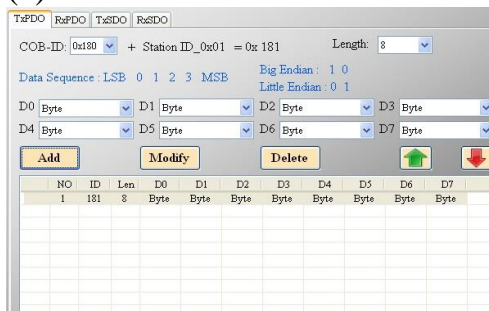 TxPDO RxPDO TxSDO RxSDO
COB-ID: 0x180 + Station ID_0x01 = 0x 181 Length: 8
Data Sequence : LSB 0 1 2 3 MSB
Big Endian : 1 0
Little Endian : 0 1
D0 Byte D1 Byte D2 Byte D3 Byte
D4 Byte D5 Byte D6 Byte D7 Byte
Add Modify Delete
NO ID Len D0 D1 D2 D3 D4 D5 D6 D7
1 181 8 Byte Byte Byte Byte Byte Byte Byte Byte